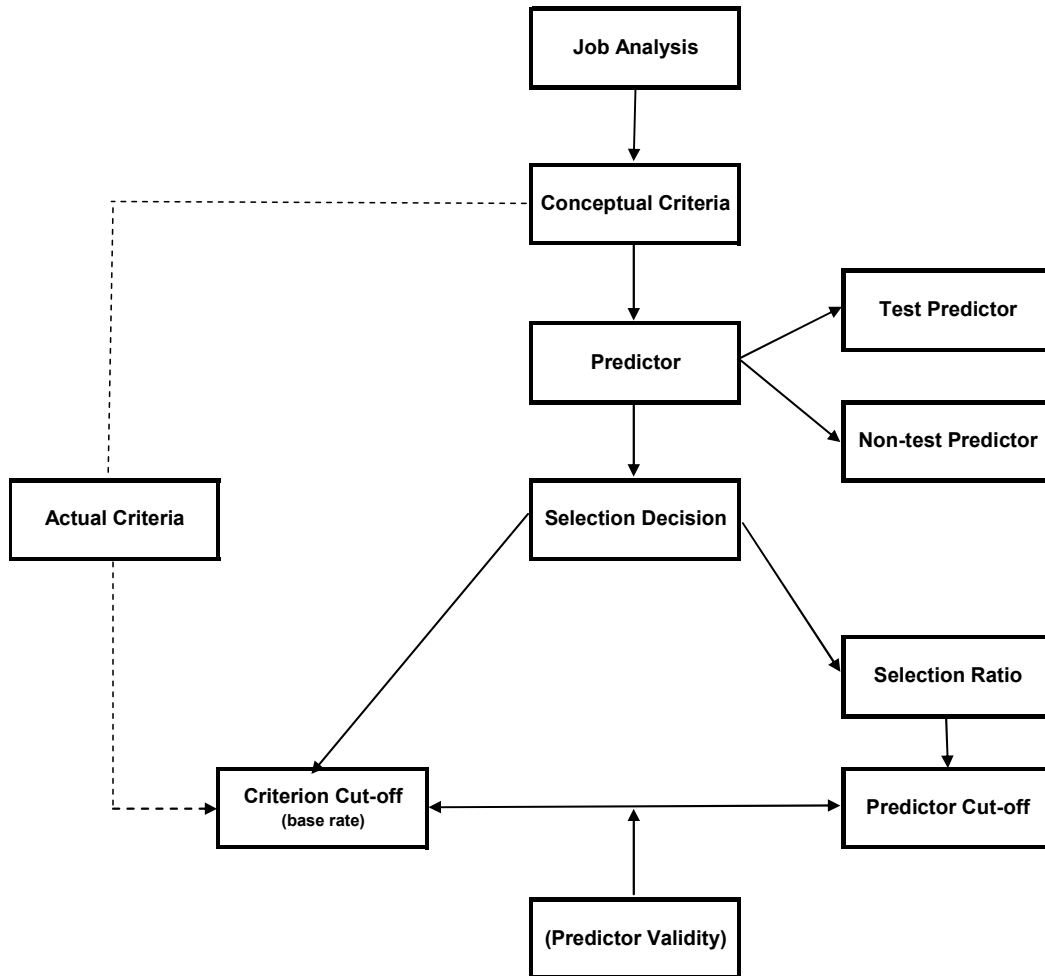 Job Analysis
Conceptual Criteria
Test Predictor
Predictor
Non-test Predictor
Actual Criteria
Selection Decision
Selection Ratio
Criterion Cut-off
(base rate)
Predictor Cut-off
(Predictor Validity)